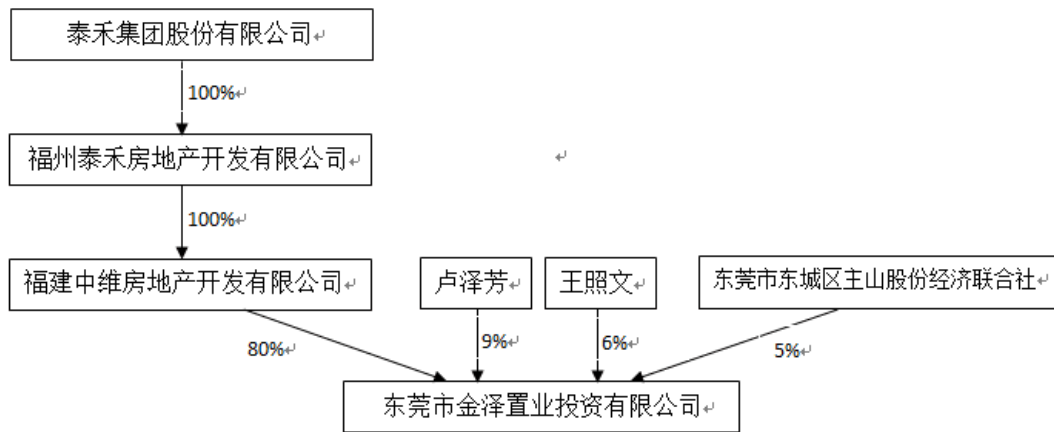 泰禾集团股份有限公司
100%
福州泰禾房地产开发有限公司
100%
福建中维房地产开发有限公司
卢泽芳
王照文
东莞市东城区主山股份经济联合社
80%
9%
6%
5%
东莞市金泽置业投资有限公司